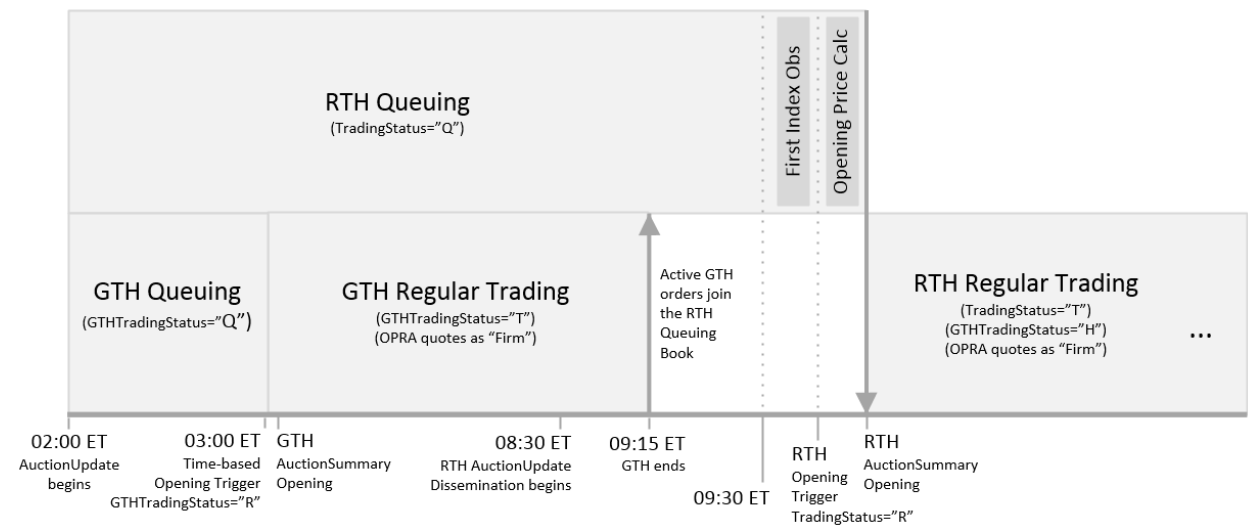 RTH Queuing
(TradingStatus=”Q”)
First Index Obs
Opening Price Calc
GTH Queuing
(GTHTradingStatus=”Q”)
GTH Regular Trading
(GTHTradingStatus=”T”)
(OPRA quotes as “Firm”)
Active GTH
orders join
the RTH
Queuing
Book
RTH Regular Trading
(TradingStatus=”T”)
(GTHTradingStatus=”H”)
(OPRA quotes as “Firm”)
...
02:00 ET
AuctionUpdate
begins
03:00 ET
Time-based
Opening Trigger
GTHTradingStatus=”R”
GTH
AuctionSummary
Opening
08:30 ET
RTH AuctionUpdate
Dissemination begins
09:15 ET
GTH ends
09:30 ET
RTH
Opening
Trigger
TradingStatus=”R”
RTH
AuctionSummary
Opening